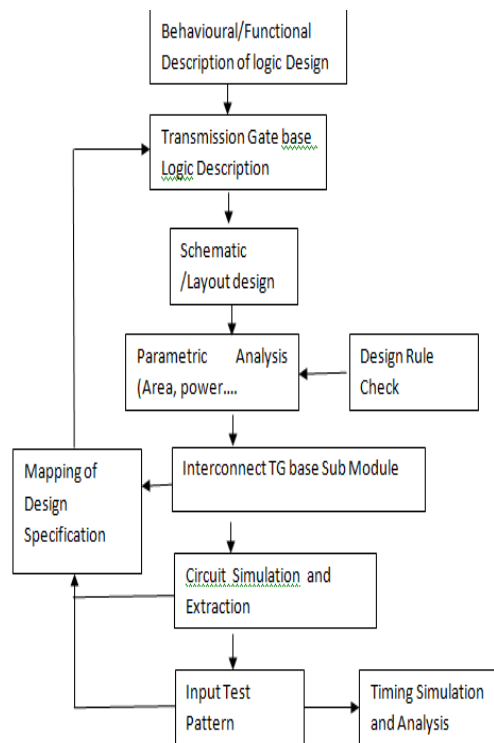 Behavioural/Functional
Description of logic Design
Transmission Gate base
Logic Description
Schematic
/Layout design
Parametric Analysis
(Area, power....
Design Rule
Check
Interconnect TG base Sub Module
Mapping of
Design
Specification
Circuit Simulation and
Extraction
Input Test
Pattern
Timing Simulation
and Analysis